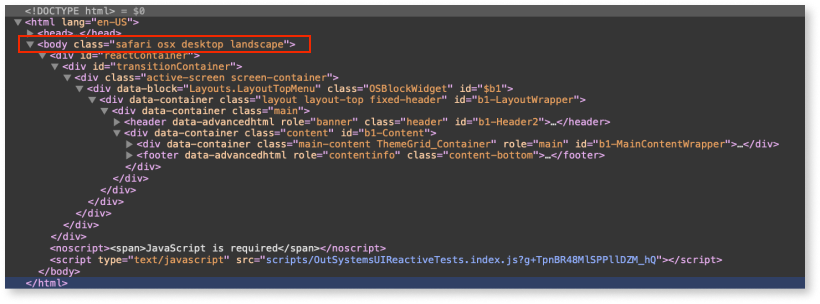 <!DOCTYPE html> = $0
▼<html lang="en-US">
▶<head>…</head>
▼<body class="safari osx desktop landscape">
▼<div id="reactContainer">
▼<div id="transitionContainer">
▼<div class="active-screen screen-container">
▼<div data-block="Layouts.LayoutTopMenu" class="OSBlockWidget" id="$b1">
▼<div data-container class="layout layout-top fixed-header" id="b1-LayoutWrapper">
▼<div data-container class="main">
▶<header data-advancedhtml role="banner" class="header" id="b1-Header2">…</header>
▼<div data-container class="content" id="b1-Content">
▶<div data-container class="main-content ThemeGrid_Container" role="main" id="b1-MainContentWrapper">…</div>
▶<footer data-advancedhtml role="contentinfo" class="content-bottom">…</footer>
</div>
</div>
</div>
</div>
</div>
</div>
</div>
<noscript><span>JavaScript is required</span></noscript>
<script type="text/javascript" src="scripts/OutSystemsUIReactiveTests.index.js?g+TpnBR48MlSPPllDZM_hQ"></script>
</body>
</html>